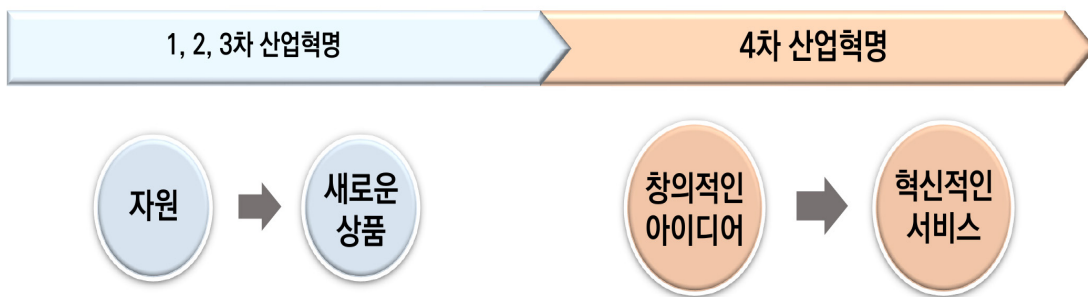 1, 2, 3차 산업혁명
4차 산업혁명
자원
새로운
상품
창의적인
아이디어
혁신적인
서비스